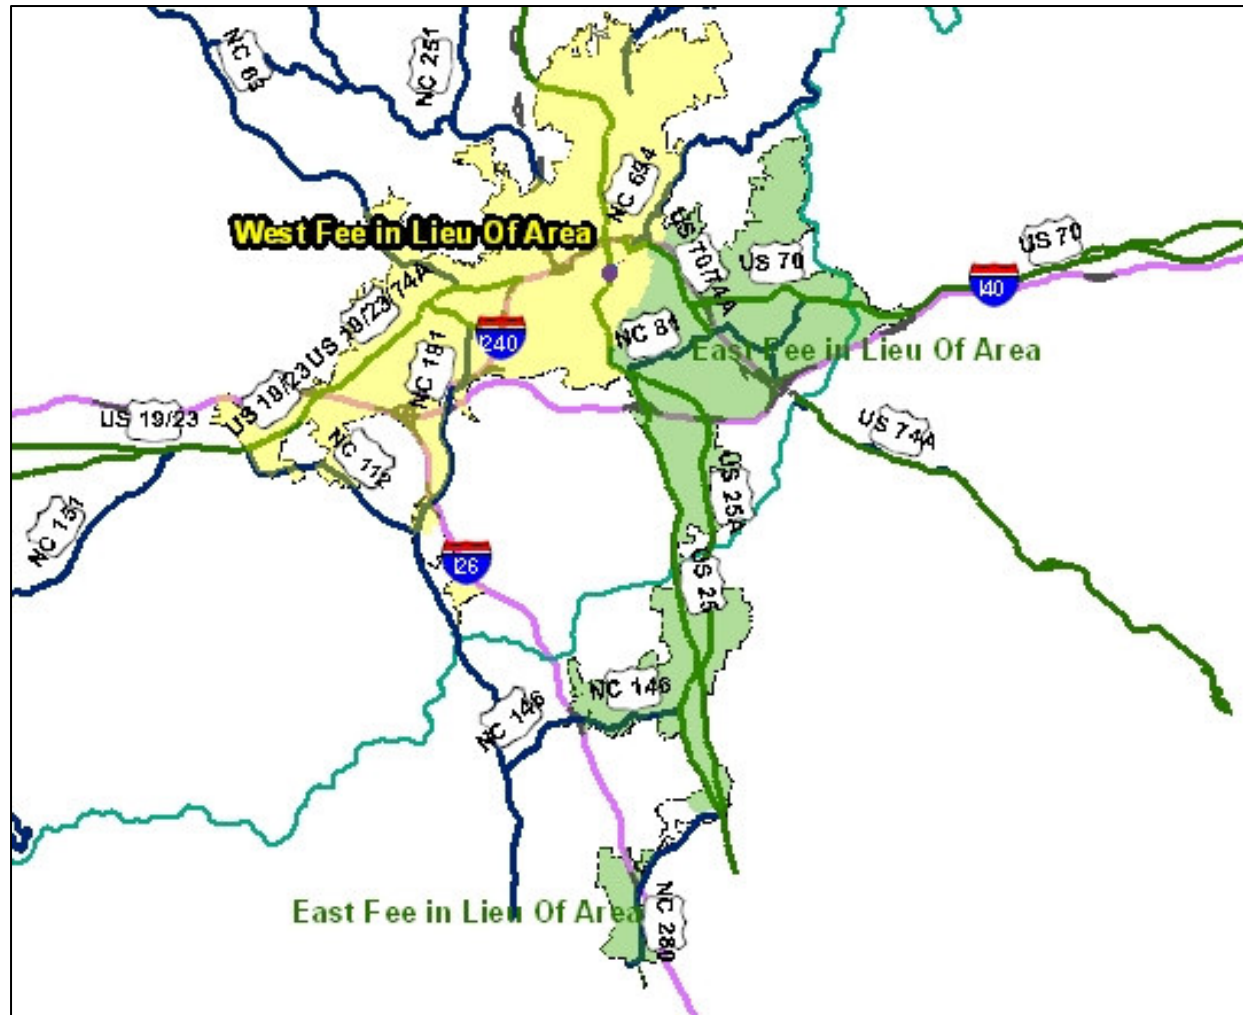 NC 63
NC 251
NC 694
West Fee in Lieu Of Area
US 70/74A
US 70
US 70
I40
US 19/23 74A
I240
NC 81
East Fee in Lieu Of Area
NC 191
US 19/23
US 19/23
US 74A
NC 112
US 25A
NC 151
I26
US 25
NC 146
NC 146
East Fee in Lieu Of Area
NC 280